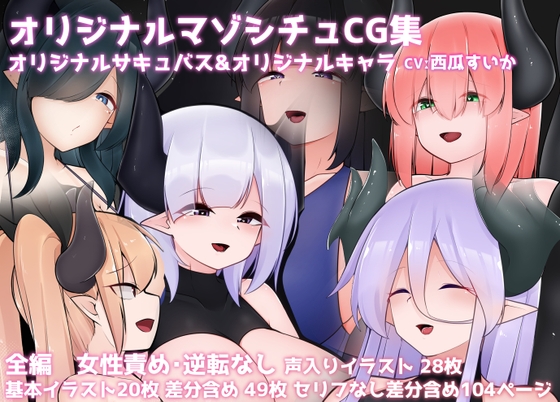 オリジナルマゾシチュCG集
オリジナルサキュバス&オリジナルキャラ CV:西瓜すいか
全編 女性責め・逆転なし 声入りイラスト 28枚
基本イラスト20枚 差分含め 49枚 セリフなし差分含め104ページ